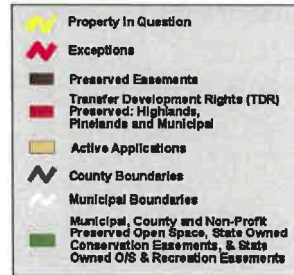 Property In Question
Exceptions
Preserved Easements
Transfer Development Rights (TDR)
Preserved: Highlands,
Pinelands and Municipal
Active Applications
County Boundaries
Municipal Boundaries
Municipal, County and Non-Profit
Preserved Open Space, State Owned
Conservation Easements, & State
Owned O/S & Recreation Easements